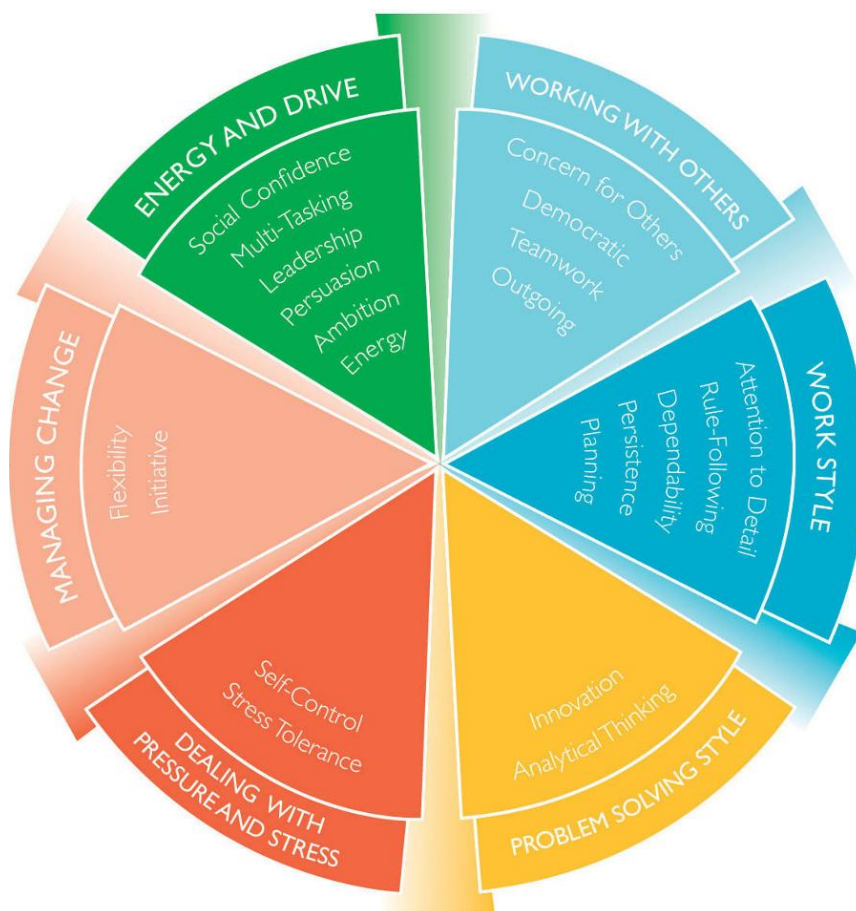 ENERGY AND DRIVE
Social Confidence
Multi-Tasking
Leadership
Persuasion
Ambition
Energy
WORKING WITH OTHERS
Concern for Others
Democratic
Teamwork
Outgoing
WORK STYLE
Attention to Detail
Rule-Following
Dependability
Persistence
Planning
PROBLEM SOLVING STYLE
Innovation
Analytical Thinking
DEALING WITH
PRESSURE AND STRESS
Self-Control
Stress Tolerance
MANAGING CHANGE
Flexibility
Initiative